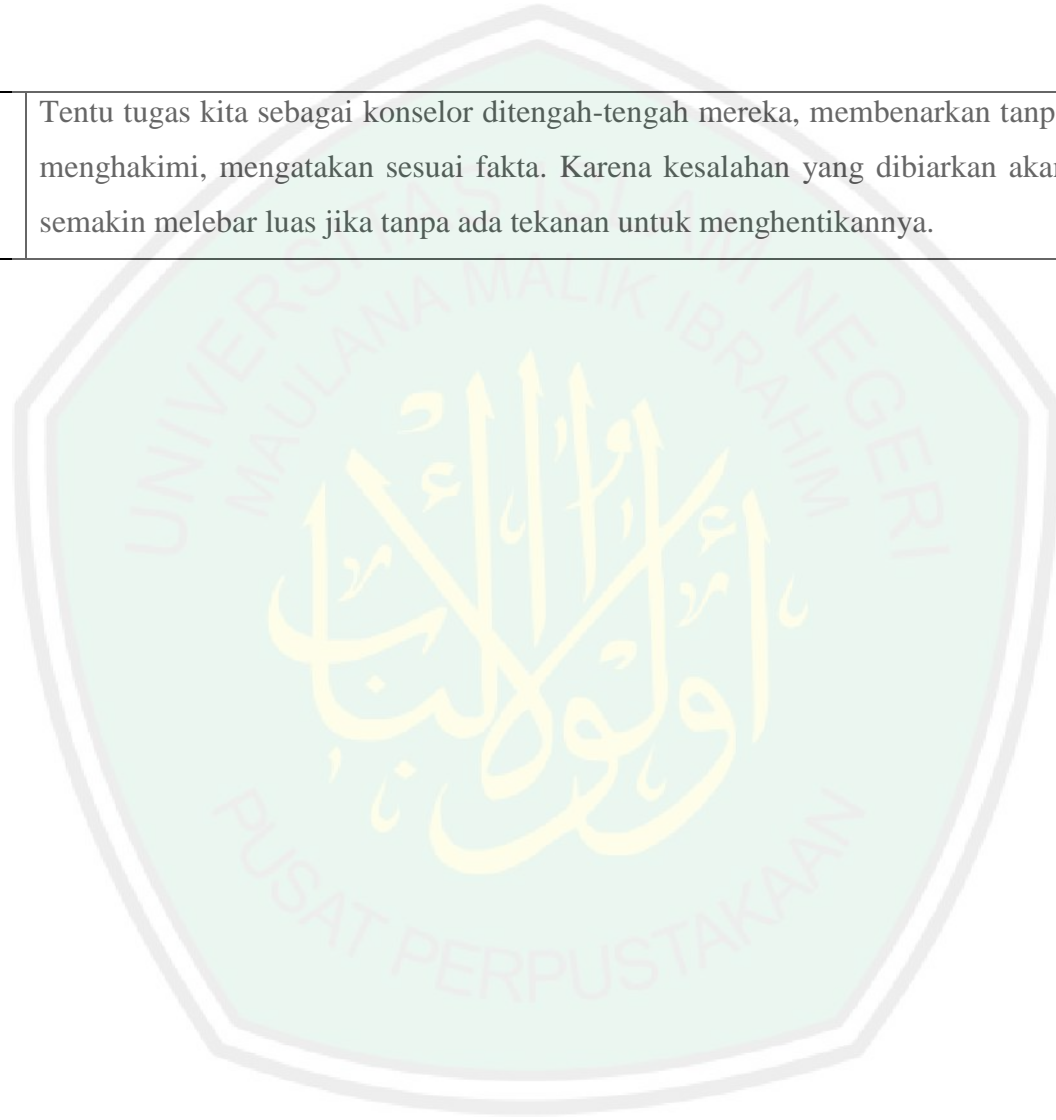 Tentu tugas kita sebagai konselor ditengah-tengah mereka, membenarkan tanp
menghakimi, mengatakan sesuai fakta. Karena kesalahan yang dibiarkan akan
semakin melebar luas jika tanpa ada tekanan untuk menghentikannya.
UNIVERSITAS ISLAM NEGERI
MAULANA MALIK IBRAHIM
أولوا الألباب
PUSAT PERPUSTAKAAN